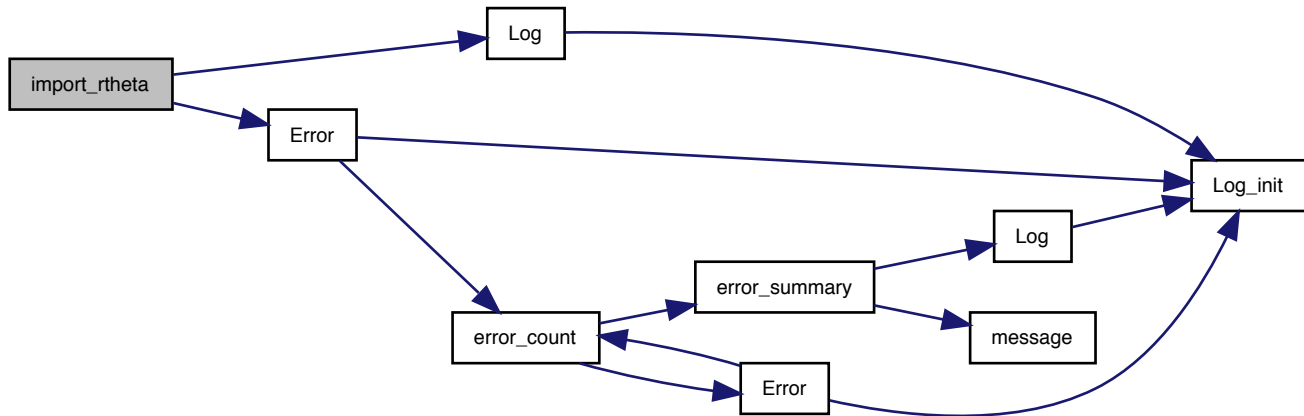 Log
import_rtheta
Error
Log_init
Log
error_summary
error_count
message
Error